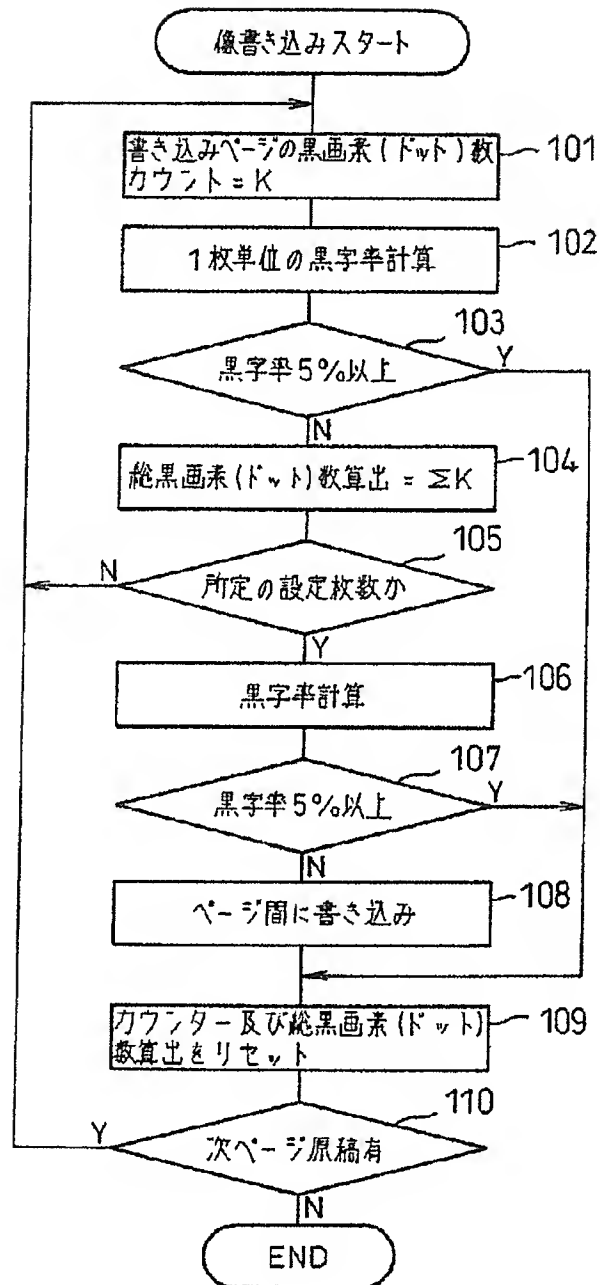 像書き込みスタート
書き込みページの黒画素(ドット)数
カウント=K
101
1枚単位の黒字率計算
102
103
黒字率5%以上
Y
N
総黒画素(ドット)数算出 = ΣK
104
105
N
所定の設定枚数か
Y
黒字率計算
106
107
黒字率5%以上
Y
N
ページ間に書き込み
108
カウンター及び総黒画素(ドット)
数算出をリセット
109
110
Y
次ページ原稿有
N
END